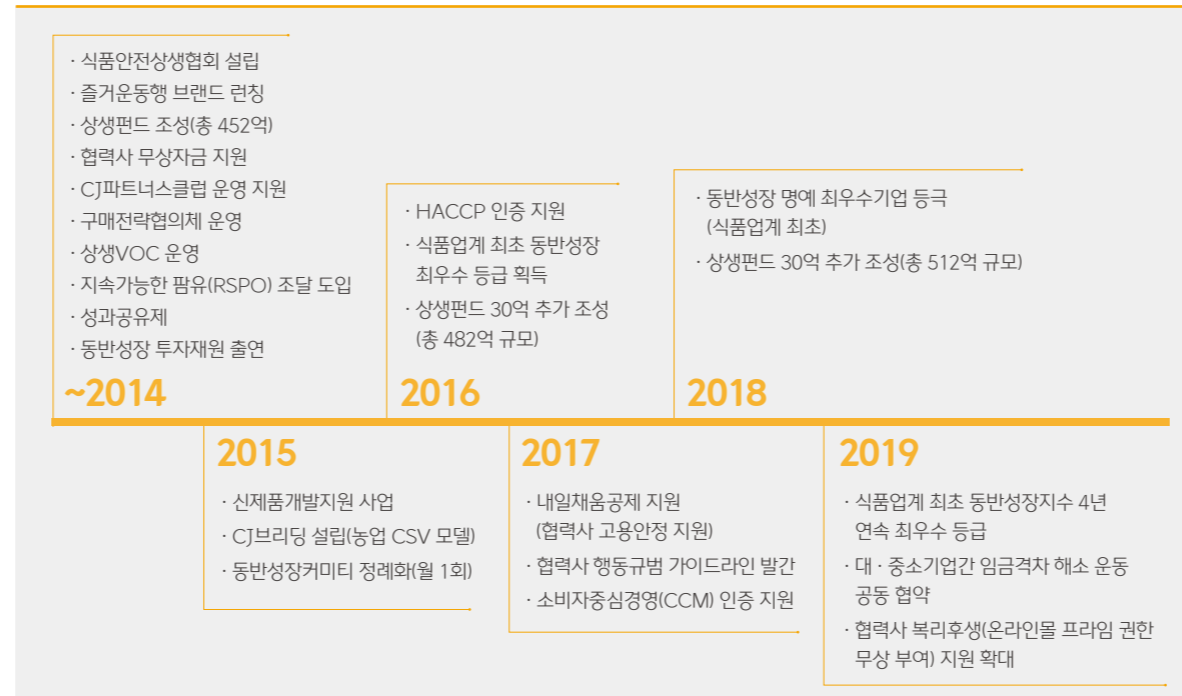 · 식품안전상생협회 설립
· 즐거운동행 브랜드 런칭
· 상생펀드 조성(총 452억)
· 협력사 무상자금 지원
· CJ파트너스클럽 운영 지원
· 구매전략협의체 운영
· 상생VOC 운영
· 지속가능한 팜유(RSPO) 조달 도입
· 성과공유제
· 동반성장 투자재원 출연
~2014
2015
· 신제품개발지원 사업
· CJ브리딩 설립(농업 CSV 모델)
· 동반성장커미티 정례화(월 1회)
· HACCP 인증 지원
· 식품업계 최초 동반성장
최우수 등급 획득
· 상생펀드 30억 추가 조성
(총 482억 규모)
2016
2017
· 내일채움공제 지원
(협력사 고용안정 지원)
· 협력사 행동규범 가이드라인 발간
· 소비자중심경영(CCM) 인증 지원
· 동반성장 명예 최우수기업 등극
(식품업계 최초)
· 상생펀드 30억 추가 조성(총 512억 규모)
2018
2019
· 식품업계 최초 동반성장지수 4년
연속 최우수 등급
· 대 · 중소기업간 임금격차 해소 운동
공동 협약
· 협력사 복리후생(온라인몰 프라임 권한
무상 부여) 지원 확대